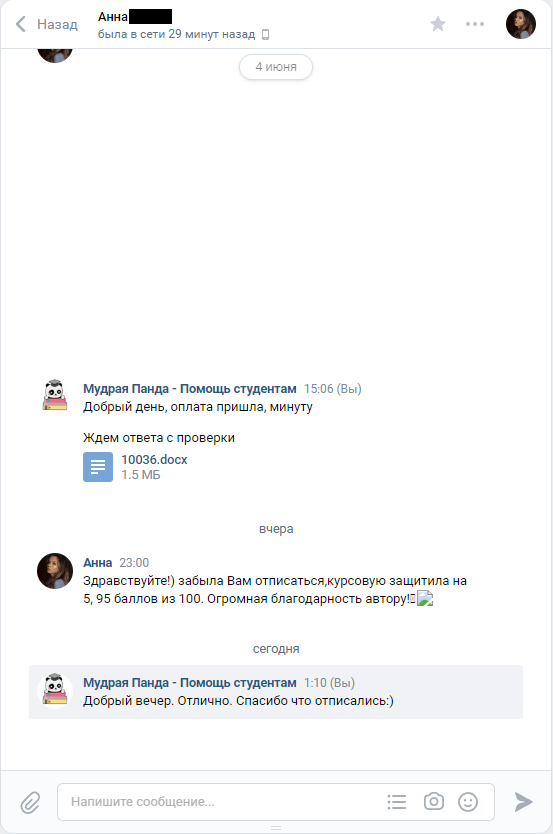 Назад
Анна
была в сети 29 минут назад
4 июня
Мудрая Панда - Помощь студентам 15:06 (Вы)
Добрый день, оплата пришла, минуту
Ждем ответа с проверки
10036.docx
1.5 МБ
вчера
Анна 23:00
Здравствуйте!) забыла Вам отписаться,курсовую защитила на
5, 95 баллов из 100. Огромная благодарность автору!
сегодня
Мудрая Панда - Помощь студентам 1:10 (Вы)
Добрый вечер. Отлично. Спасибо что отписались:)
Напишите сообщение...